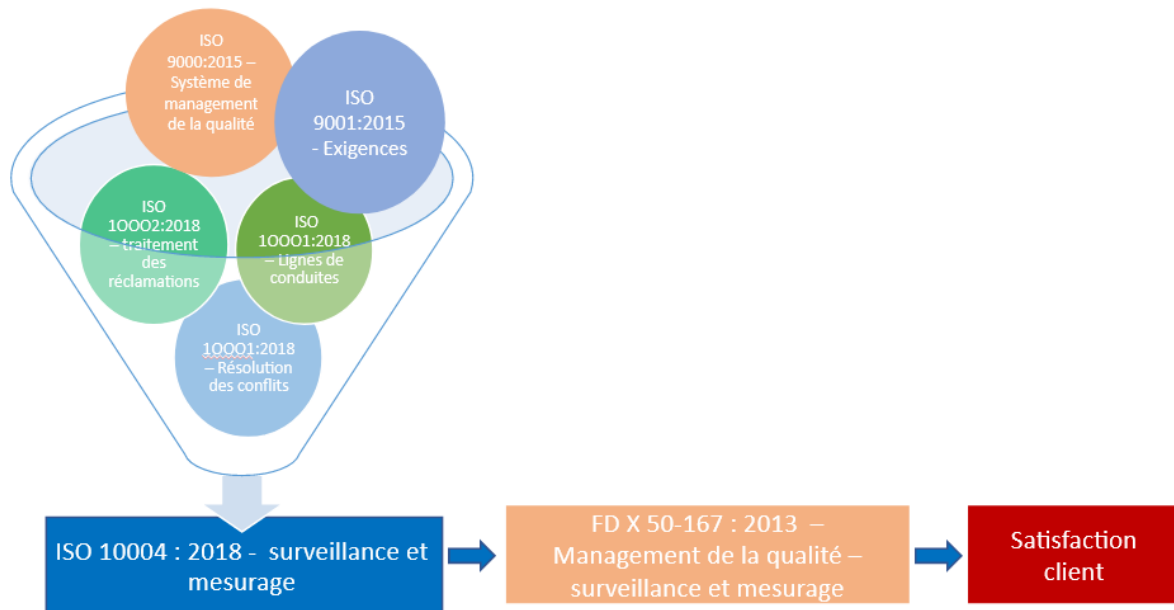 ISO
9000:2015 –
Système de
management
de la qualité
ISO
9001:2015
- Exigences
ISO
1OOO2:2018
– traitement
des
réclamations
ISO
1OOO1:2018
– Lignes de
conduites
ISO
1OOO1:2018
– Résolution
des conflits
ISO 10004 : 2018 - surveillance et
mesurage
FD X 50-167 : 2013 –
Management de la qualité –
surveillance et mesurage
Satisfaction
client